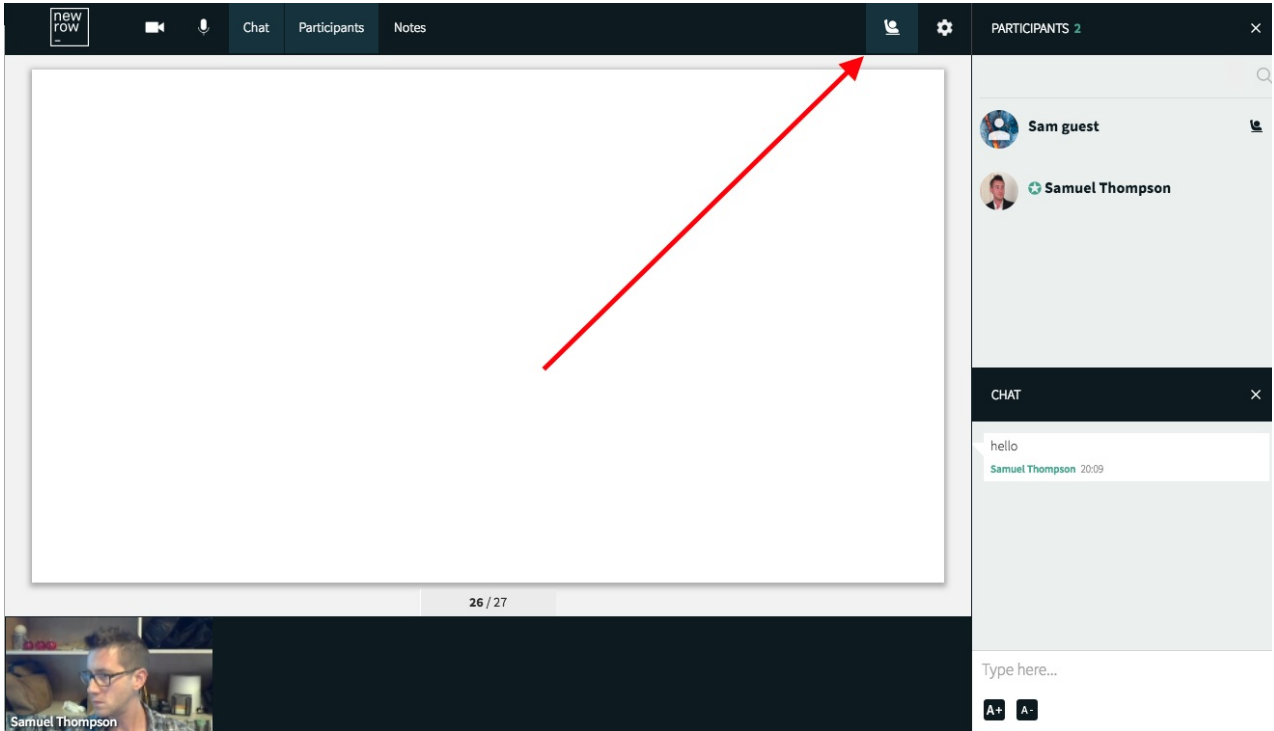 new
row
Chat Participants Notes
PARTICIPANTS 2
Sam guest
Samuel Thompson
CHAT
hello
Samuel Thompson 20:09
26 / 27
Samuel Thompson
Type here...
A+ A-